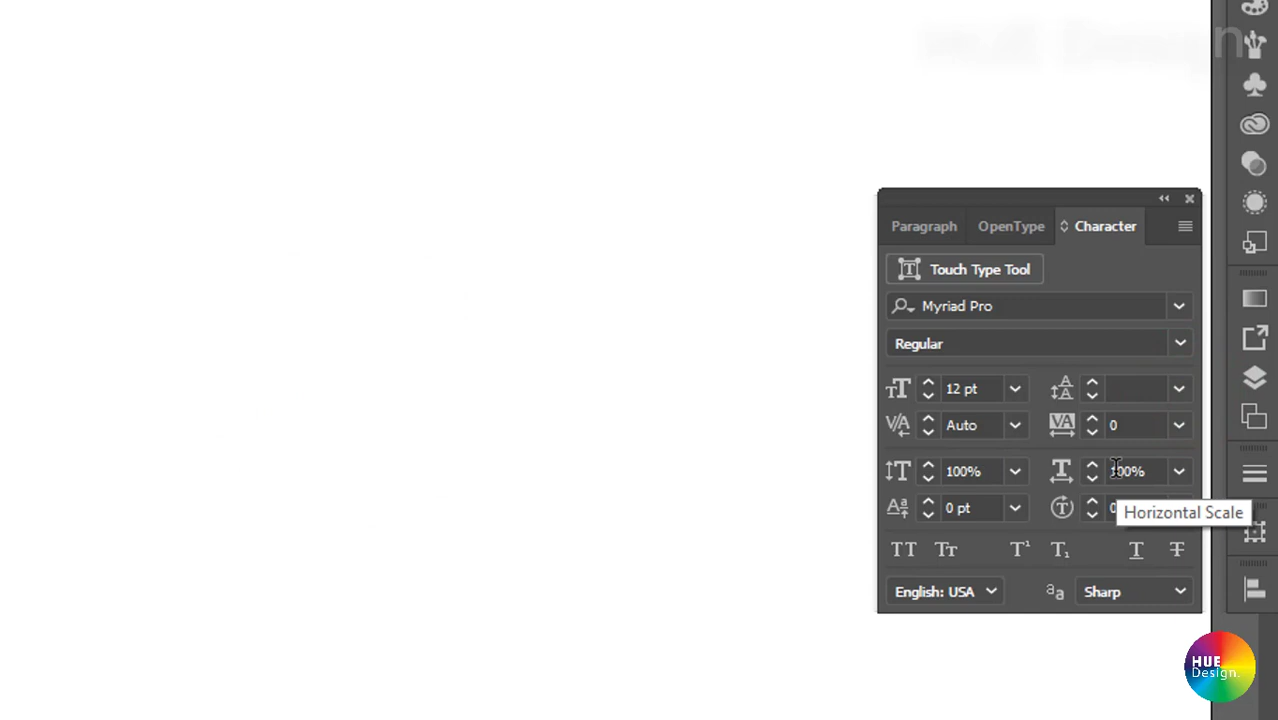 Paragraph OpenType Character
Touch Type Tool
Myriad Pro
Regular
12 pt
Auto 0
100% 100%
0 pt 0
Horizontal Scale
TT Tr T¹ T₁ T T
English: USA Sharp
HUE
Design.